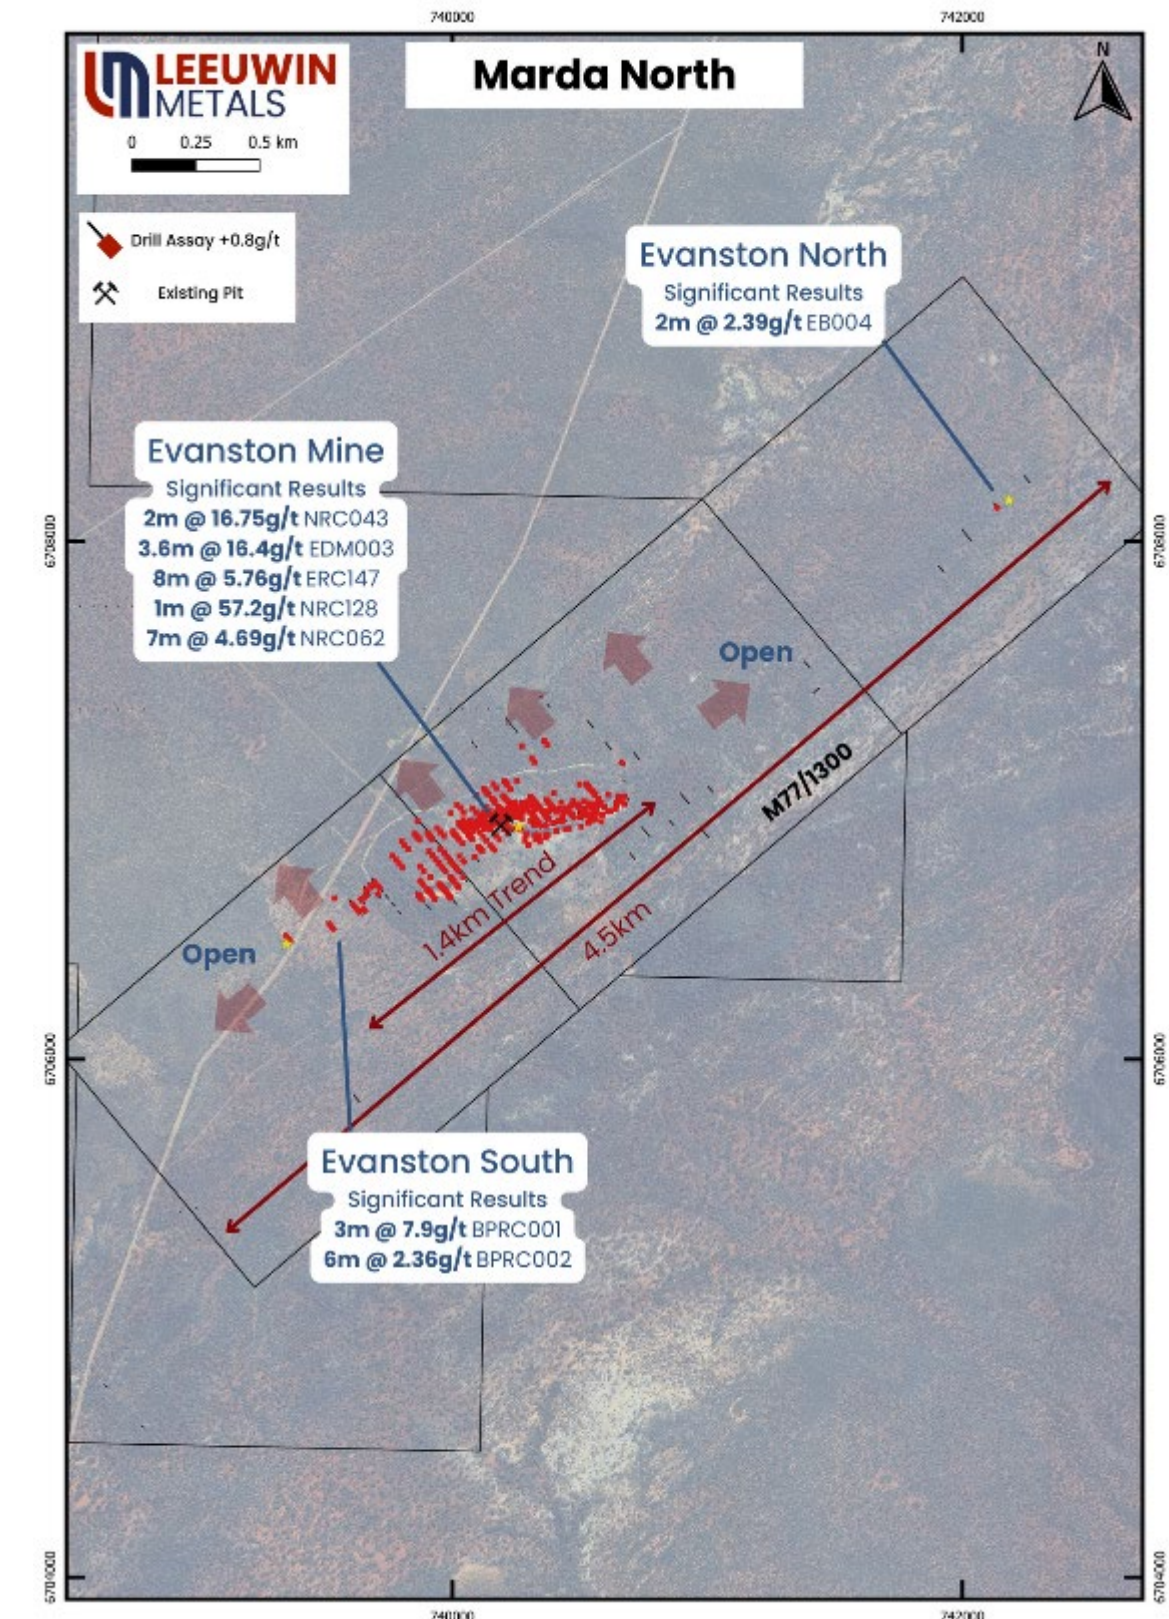 740000
742000
LEEUWIN
METALS
0 0.25 0.5 km
Marda North
N
Drill Assay +0.8g/t
Existing Pit
Evanston North
Significant Results
2m @ 2.39g/t EB004
Evanston Mine
Significant Results
2m @ 16.75g/t NRC043
3.6m @ 16.4g/t EDM003
8m @ 5.76g/t ERC147
1m @ 57.2g/t NRC128
7m @ 4.69g/t NRC062
6708000
6708000
Open
M77/1300
1.4km Trend
4.5km
Open
6706000
6706000
Evanston South
Significant Results
3m @ 7.9g/t BPRC001
6m @ 2.36g/t BPRC002
6704000
6704000
740000
742000